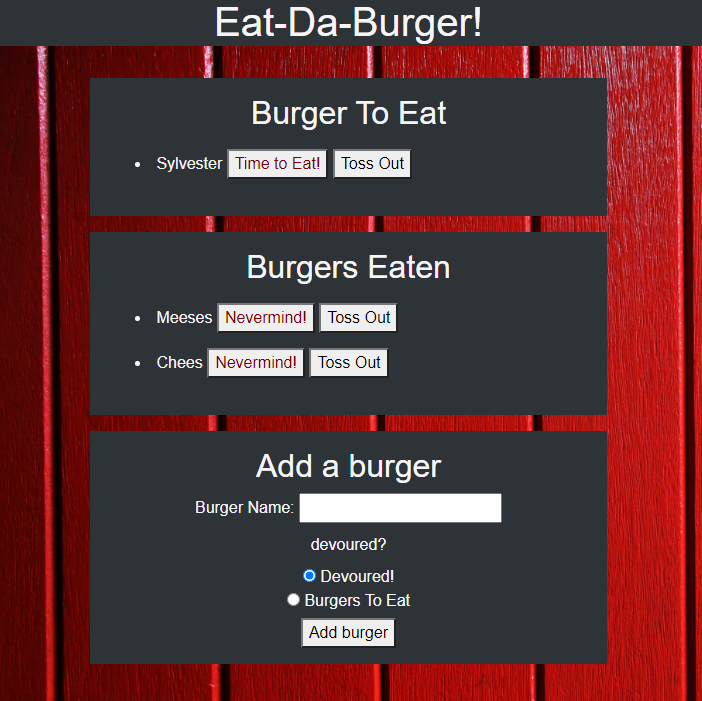 Eat-Da-Burger!
Burger To Eat
Sylvester Time to Eat! Toss Out
Burgers Eaten
Meeses Nevermind! Toss Out
Chees Nevermind! Toss Out
Add a burger
Burger Name:
devoured?
Devoured!
Burgers To Eat
Add burger